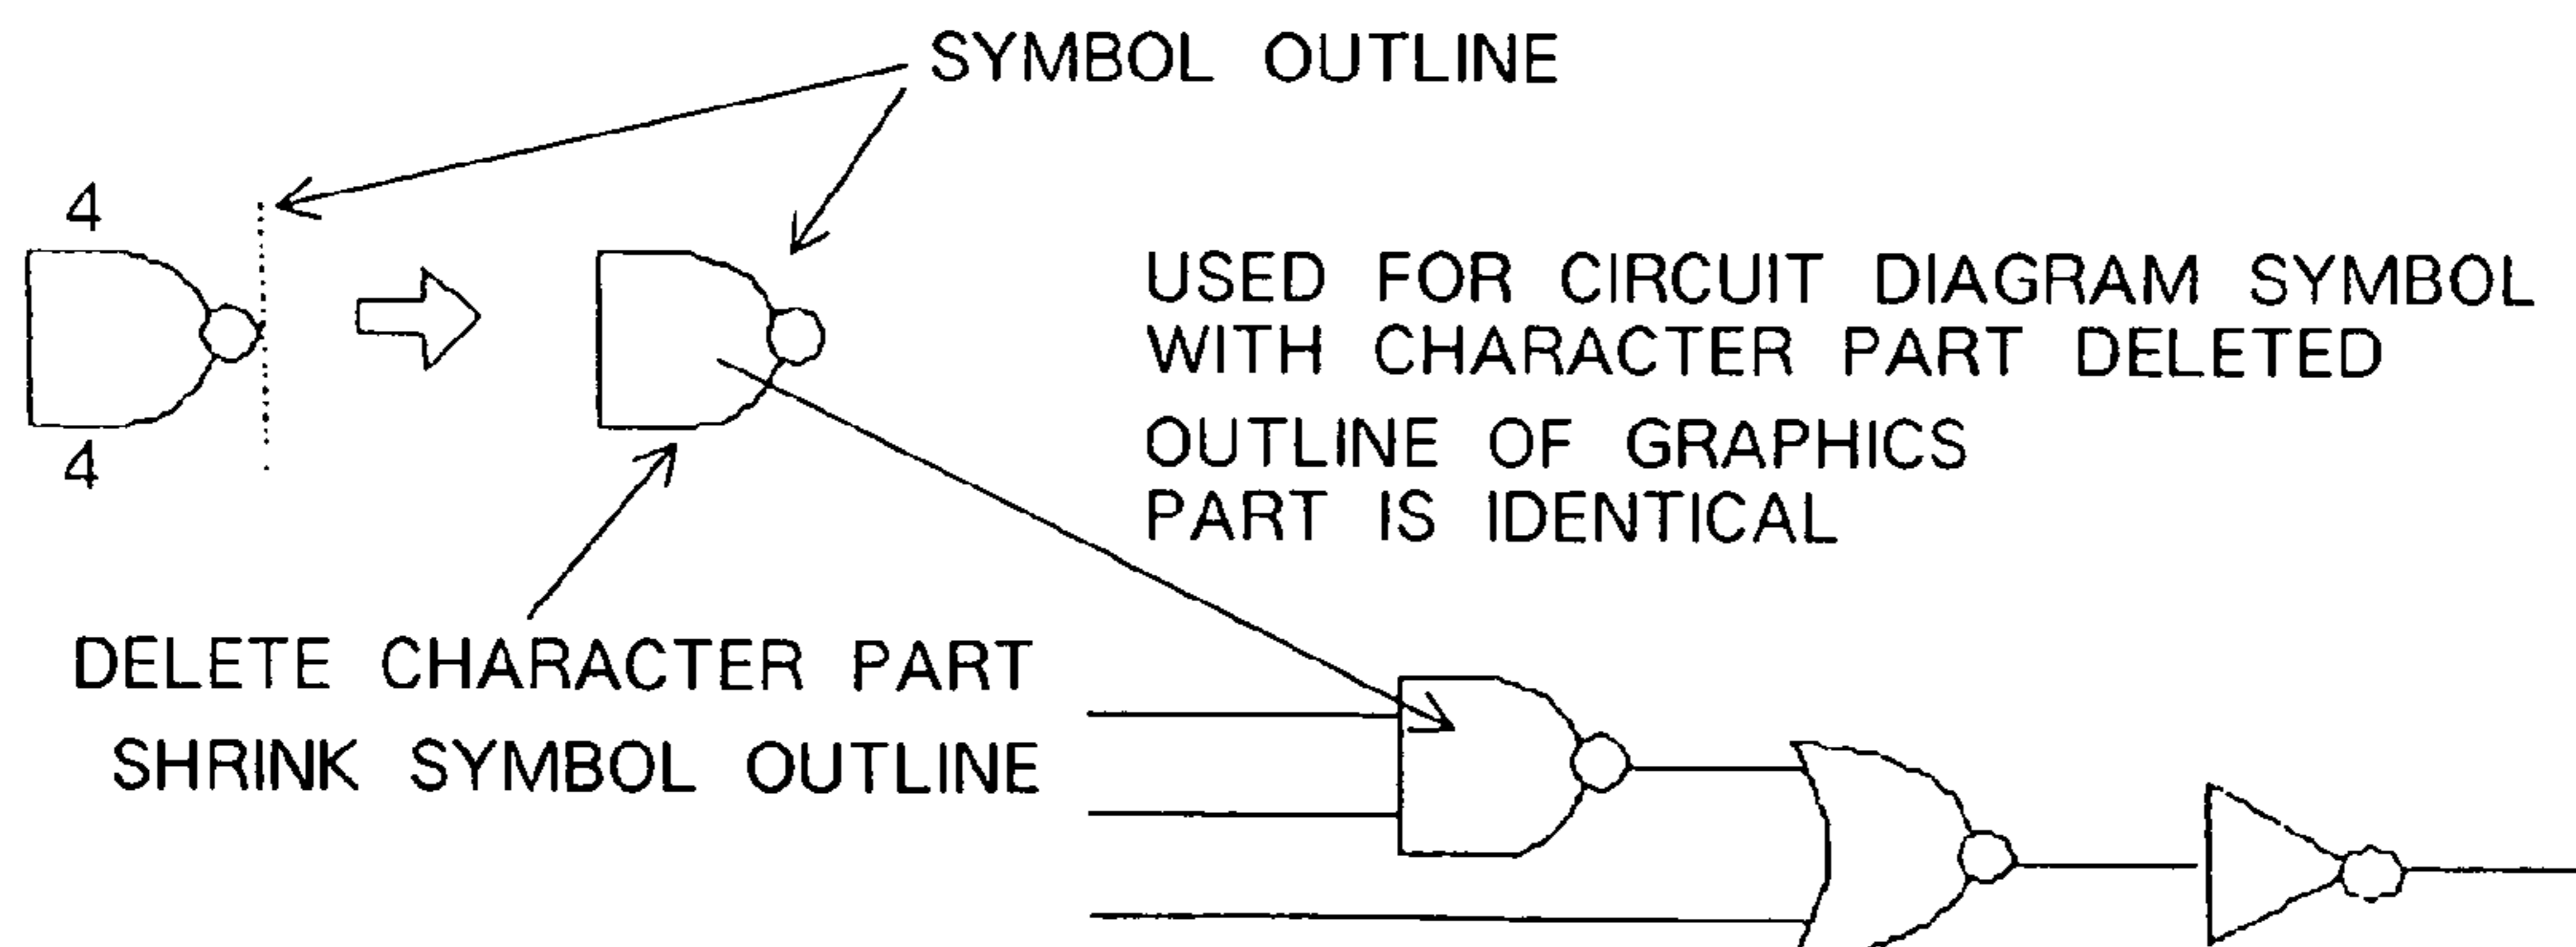 SYMBOL OUTLINE
4
4
USED FOR CIRCUIT DIAGRAM SYMBOL
WITH CHARACTER PART DELETED
OUTLINE OF GRAPHICS
PART IS IDENTICAL
DELETE CHARACTER PART
SHRINK SYMBOL OUTLINE